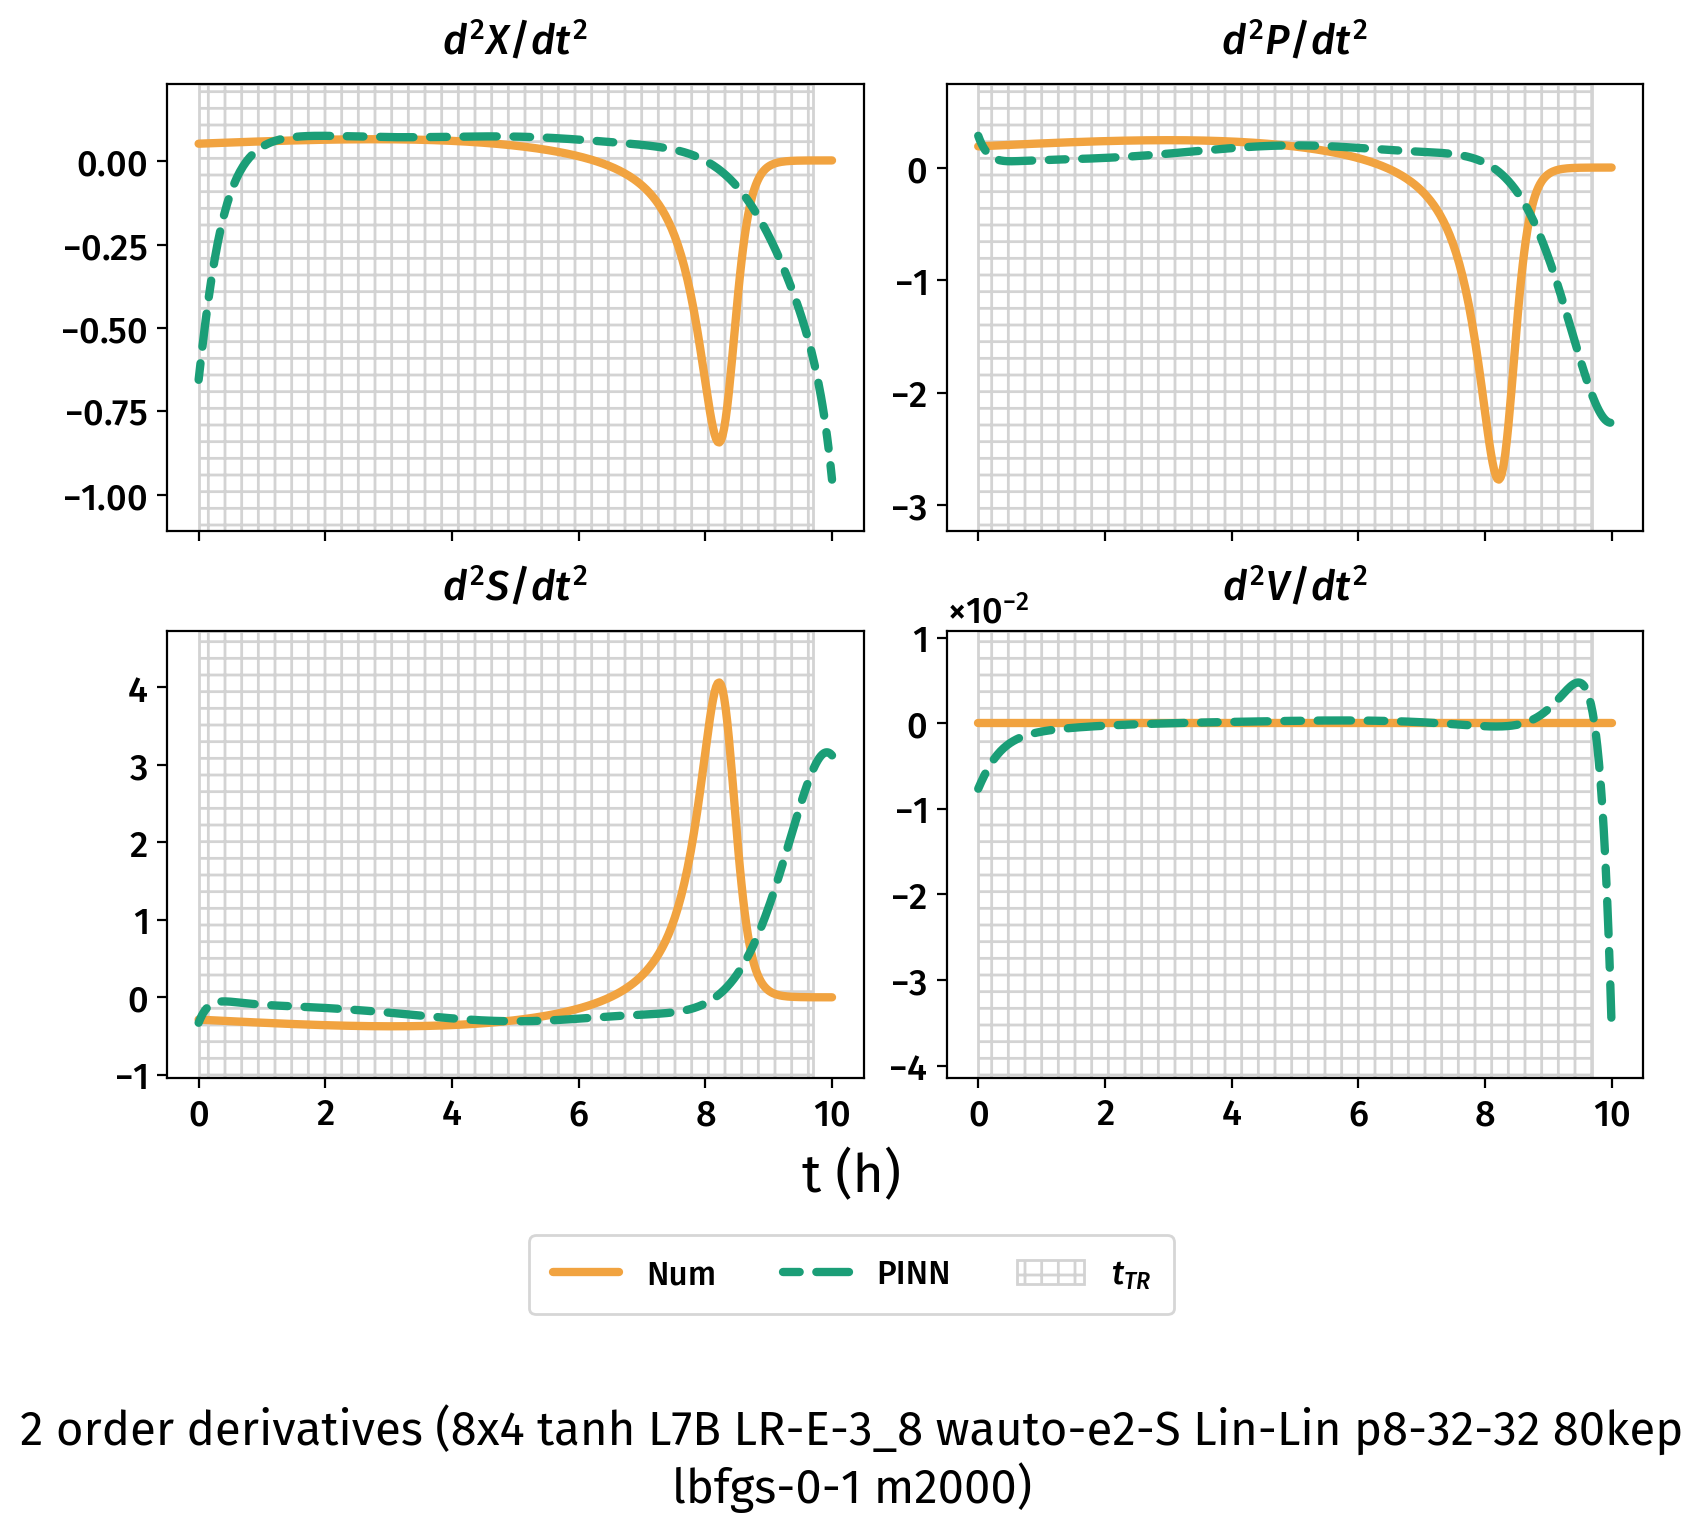 d²X/dt²
d²P/dt²
0.00
−0.25
−0.50
−0.75
−1.00
0
−1
−2
−3
d²S/dt²
d²V/dt²
×10⁻²
4
3
2
1
0
−1
1
0
−1
−2
−3
−4
0 2 4 6 8 10
0 2 4 6 8 10
t (h)
Num PINN t_TR
2 order derivatives (8x4 tanh L7B LR-E-3_8 wauto-e2-S Lin-Lin p8-32-32 80kep
lbfgs-0-1 m2000)